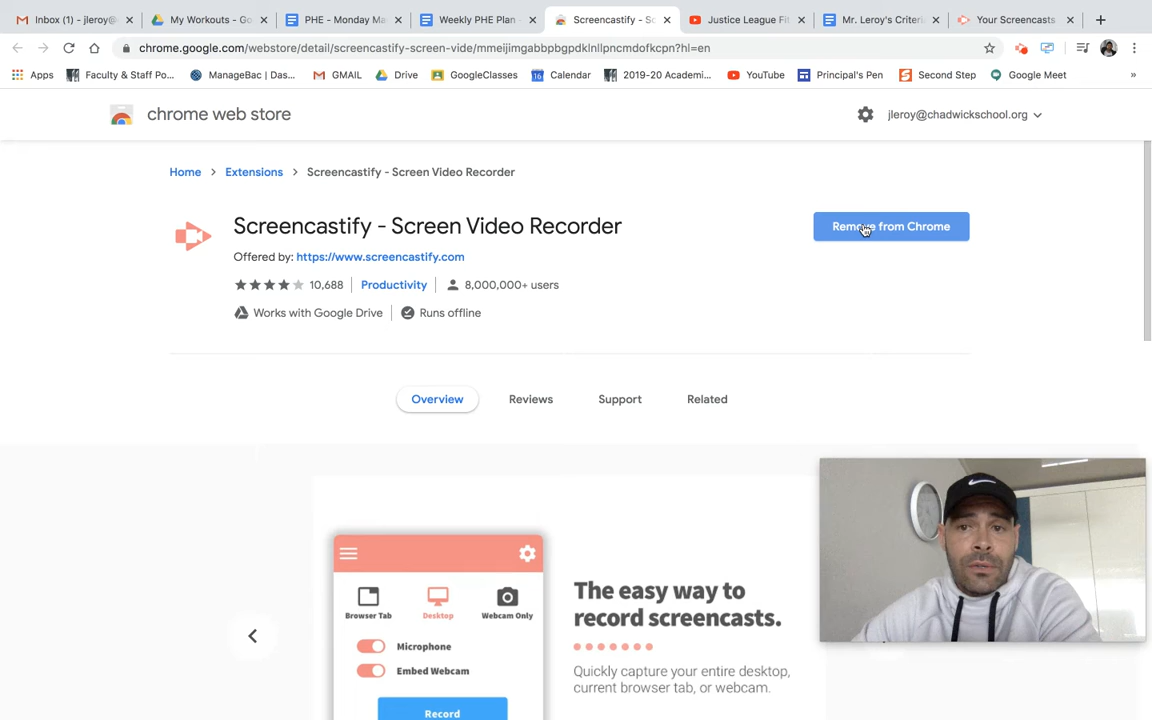 Inbox (1) - jleroy@
My Workouts - Go
PHE - Monday Ma
Weekly PHE Plan -
Screencastify - Sc
Justice League Fit
Mr. Leroy's Criteria
Your Screencasts
chrome.google.com/webstore/detail/screencastify-screen-vide/mmeijimgabbpbgpdklnllpncmdofkcpn?hl=en
Apps
Faculty & Staff Po...
ManageBac | Das...
GMAIL
Drive
GoogleClasses
Calendar
2019-20 Academi...
YouTube
Principal's Pen
Second Step
Google Meet
»
chrome web store
jleroy@chadwickschool.org
Home > Extensions > Screencastify - Screen Video Recorder
Screencastify - Screen Video Recorder
Remove from Chrome
Offered by: https://www.screencastify.com
10,688 | Productivity | 8,000,000+ users
Works with Google Drive | Runs offline
Overview
Reviews
Support
Related
Browser Tab
Desktop
Webcam Only
Microphone
Embed Webcam
Record
The easy way to
record screencasts.
Quickly capture your entire desktop,
current browser tab, or webcam.